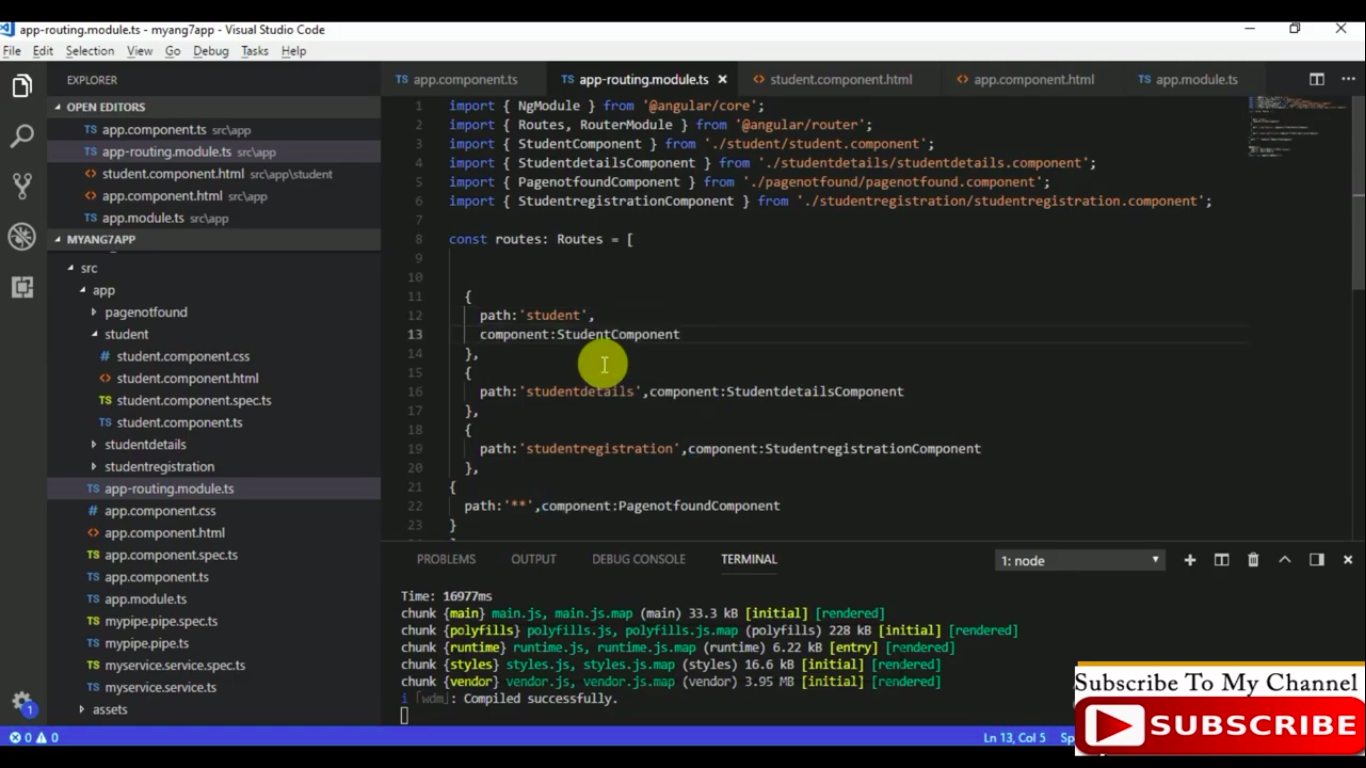 app-routing.module.ts - myang7app - Visual Studio Code
File Edit Selection View Go Debug Tasks Help
EXPLORER
OPEN EDITORS
TS app.component.ts src\app
TS app-routing.module.ts src\app
<> student.component.html src\app\student
<> app.component.html src\app
TS app.module.ts src\app
MYANG7APP
src
app
pagenotfound
student
# student.component.css
<> student.component.html
TS student.component.spec.ts
TS student.component.ts
studentdetails
studentregistration
TS app-routing.module.ts
# app.component.css
<> app.component.html
TS app.component.spec.ts
TS app.component.ts
TS app.module.ts
TS mypipe.pipe.spec.ts
TS mypipe.pipe.ts
TS myservice.service.spec.ts
TS myservice.service.ts
assets
1
TS app.component.ts TS app-routing.module.ts × <> student.component.html <> app.component.html TS app.module.ts
1 import { NgModule } from '@angular/core';
2 import { Routes, RouterModule } from '@angular/router';
3 import { StudentComponent } from './student/student.component';
4 import { StudentdetailsComponent } from './studentdetails/studentdetails.component';
5 import { PagenotfoundComponent } from './pagenotfound/pagenotfound.component';
6 import { StudentregistrationComponent } from './studentregistration/studentregistration.component';
7
8 const routes: Routes = [
9
10
11 {
12 path:'student',
13 component:StudentComponent
14 },
15 {
16 path:'studentdetails',component:StudentdetailsComponent
17 },
18 {
19 path:'studentregistration',component:StudentregistrationComponent
20 },
21 {
22 path:'**',component:PagenotfoundComponent
23 }
PROBLEMS OUTPUT DEBUG CONSOLE TERMINAL 1: node
Time: 16977ms
chunk {main} main.js, main.js.map (main) 33.3 kB [initial] [rendered]
chunk {polyfills} polyfills.js, polyfills.js.map (polyfills) 228 kB [initial] [rendered]
chunk {runtime} runtime.js, runtime.js.map (runtime) 6.22 kB [entry] [rendered]
chunk {styles} styles.js, styles.js.map (styles) 16.6 kB [initial] [rendered]
chunk {vendor} vendor.js, vendor.js.map (vendor) 3.95 MB [initial] [rendered]
i ｢wdm｣: Compiled successfully.
0 0 Ln 13, Col 5
Subscribe To My Channel
SUBSCRIBE